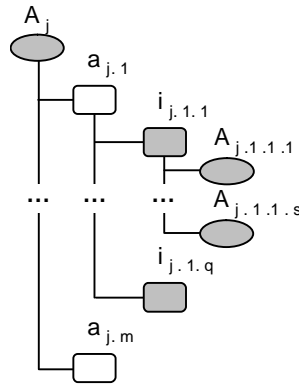 A j
a j. 1
i j. 1. 1
A j . 1 . 1 . 1
... ... ...
A j . 1 . 1 . s
i j. 1. q
a j. m